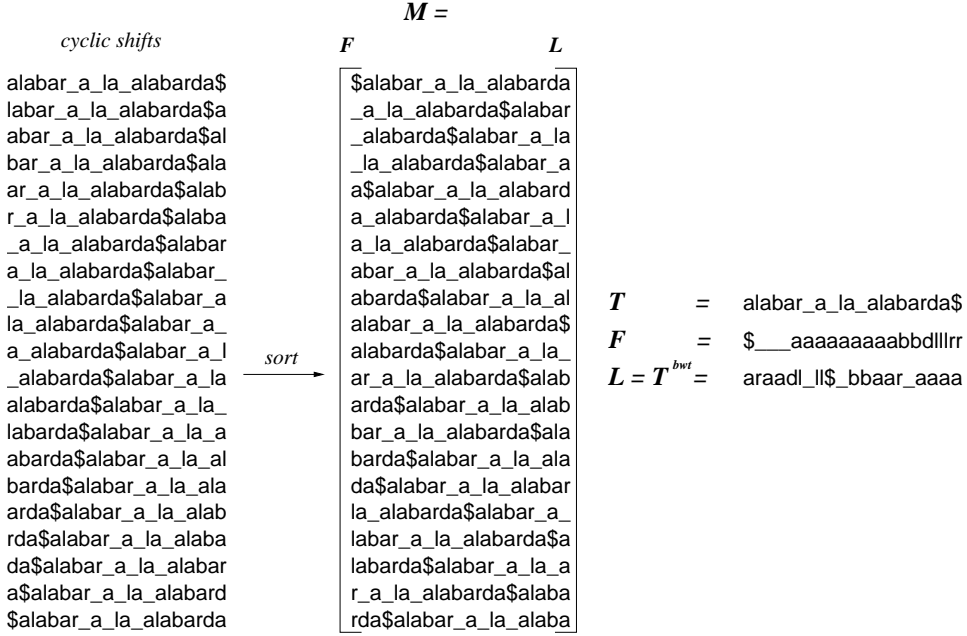 M =
cyclic shifts
F L
alabar_a_la_alabarda$
labar_a_la_alabarda$a
abar_a_la_alabarda$al
bar_a_la_alabarda$ala
ar_a_la_alabarda$alab
r_a_la_alabarda$alaba
_a_la_alabarda$alabar
a_la_alabarda$alabar_
_la_alabarda$alabar_a
la_alabarda$alabar_a_
a_alabarda$alabar_a_l
_alabarda$alabar_a_la
alabarda$alabar_a_la_
labarda$alabar_a_la_a
abarda$alabar_a_la_al
barda$alabar_a_la_ala
arda$alabar_a_la_alab
rda$alabar_a_la_alaba
da$alabar_a_la_alabar
a$alabar_a_la_alabard
$alabar_a_la_alabarda
sort
$alabar_a_la_alabarda
_a_la_alabarda$alabar
_alabarda$alabar_a_la
_la_alabarda$alabar_a
a$alabar_a_la_alabard
a_alabarda$alabar_a_l
a_la_alabarda$alabar_
abar_a_la_alabarda$al
abarda$alabar_a_la_al
alabar_a_la_alabarda$
alabarda$alabar_a_la_
ar_a_la_alabarda$alab
arda$alabar_a_la_alab
bar_a_la_alabarda$ala
barda$alabar_a_la_ala
da$alabar_a_la_alabar
la_alabarda$alabar_a_
labar_a_la_alabarda$a
labarda$alabar_a_la_a
r_a_la_alabarda$alaba
rda$alabar_a_la_alaba
T = alabar_a_la_alabarda$
F = $___aaaaaaaaabbdlllrr
L = T bwt = araadl_ll$_bbaar_aaaa